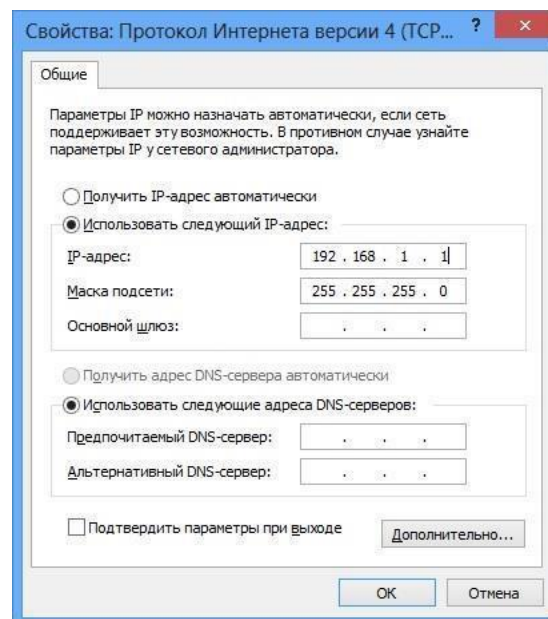 Свойства: Протокол Интернета версии 4 (TCP... ? ×
Общие
Параметры IP можно назначать автоматически, если сеть
поддерживает эту возможность. В противном случае узнайте
параметры IP у сетевого администратора.
Получить IP-адрес автоматически
Использовать следующий IP-адрес:
IP-адрес: 192 . 168 . 1 . 1
Маска подсети: 255 . 255 . 255 . 0
Основной шлюз: . . .
Получить адрес DNS-сервера автоматически
Использовать следующие адреса DNS-серверов:
Предпочитаемый DNS-сервер: . . .
Альтернативный DNS-сервер: . . .
Подтвердить параметры при выходе Дополнительно...
OK Отмена